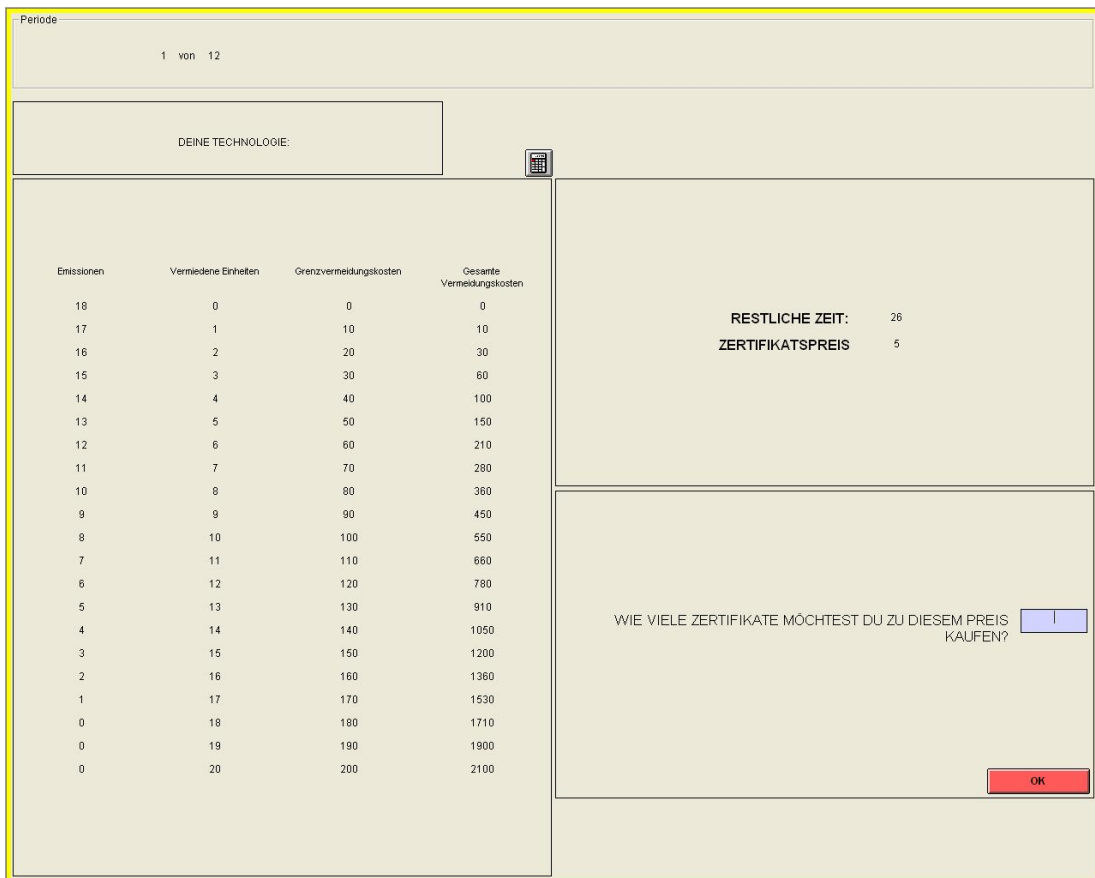 Periode
1 von 12
DEINE TECHNOLOGIE:
Emissionen Vermiedene Einheiten Grenzvermeidungskosten Gesamte Vermeidungskosten
18 0 0 0
17 1 10 10
16 2 20 30
15 3 30 60
14 4 40 100
13 5 50 150
12 6 60 210
11 7 70 280
10 8 80 360
9 9 90 450
8 10 100 550
7 11 110 660
6 12 120 780
5 13 130 910
4 14 140 1050
3 15 150 1200
2 16 160 1360
1 17 170 1530
0 18 180 1710
0 19 190 1900
0 20 200 2100
RESTLICHE ZEIT: 26
ZERTIFIKATSPREIS 5
WIE VIELE ZERTIFIKATE MÖCHTEST DU ZU DIESEM PREIS
KAUFEN?
OK